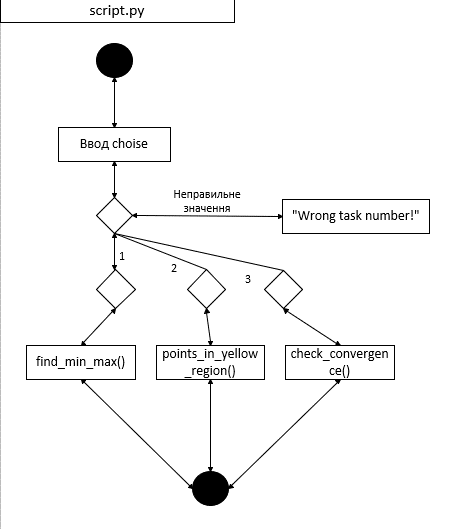 script.py
Ввод choise
Неправильне
значення
"Wrong task number!"
1
2
3
find_min_max()
points_in_yellow
_region()
check_convergen
ce()